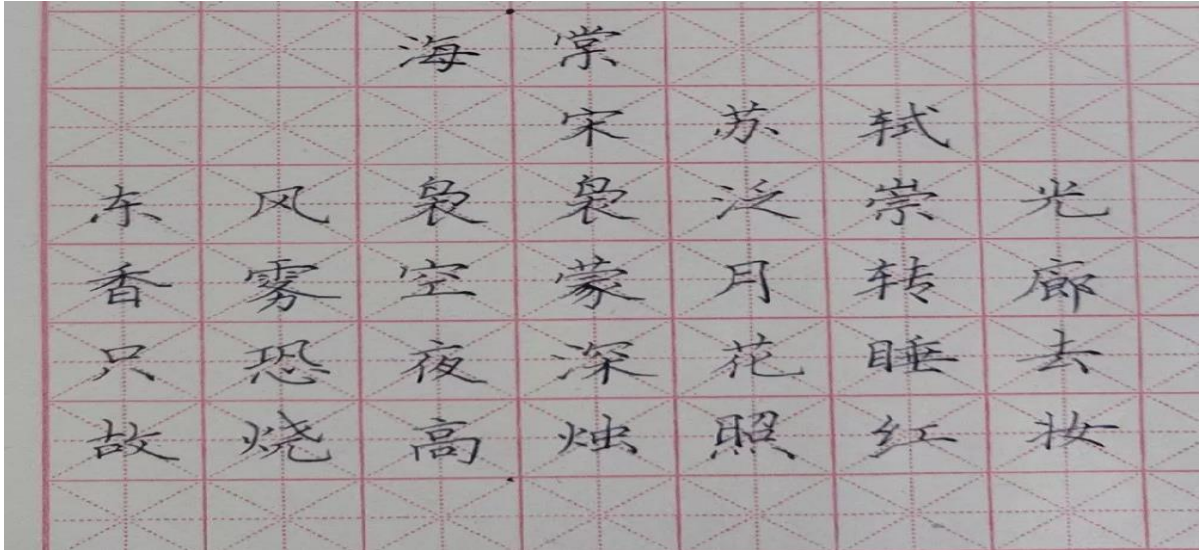 海棠
宋 苏轼
东风袅袅泛崇光
香雾空蒙月转廊
只恐夜深花睡去
故烧高烛照红妆